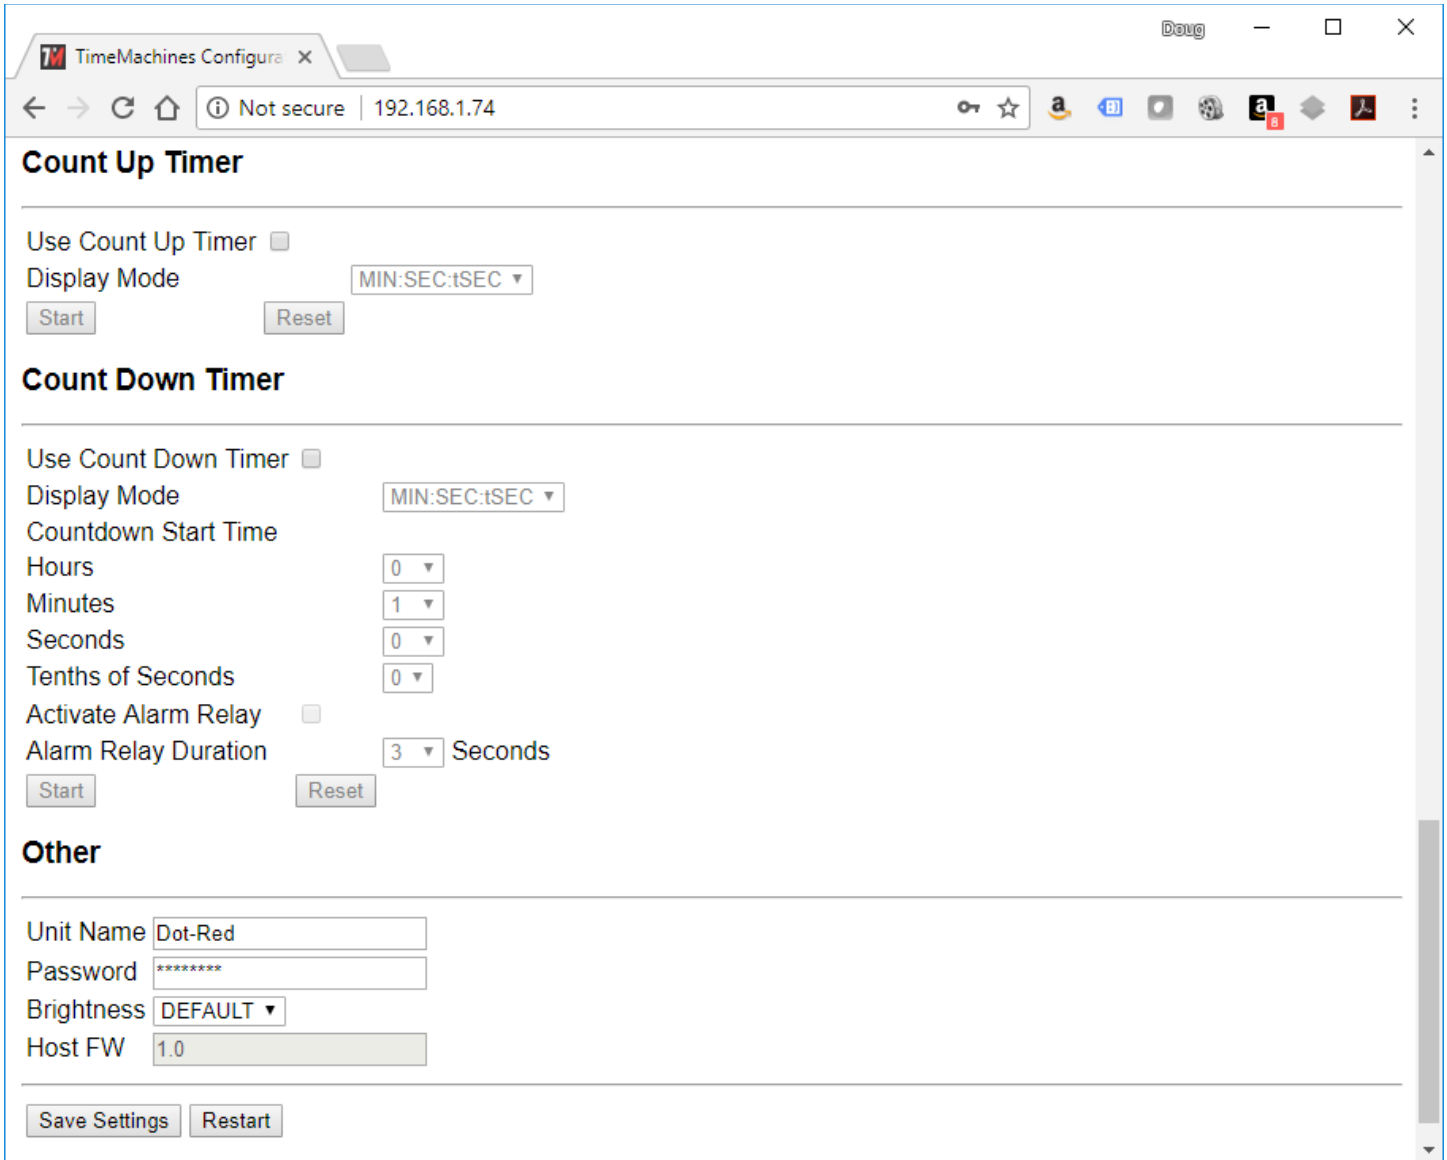 Doug
TimeMachines Configura
Not secure 192.168.1.74
8
Count Up Timer
Use Count Up Timer
Display Mode MIN:SEC:tSEC
Start Reset
Count Down Timer
Use Count Down Timer
Display Mode MIN:SEC:tSEC
Countdown Start Time
Hours 0
Minutes 1
Seconds 0
Tenths of Seconds 0
Activate Alarm Relay
Alarm Relay Duration 3 Seconds
Start Reset
Other
Unit Name Dot-Red
Password ********
Brightness DEFAULT
Host FW 1.0
Save Settings Restart